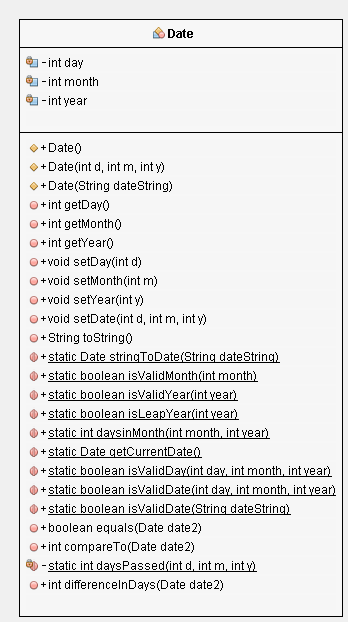 Date
- int day
- int month
- int year
+ Date()
+ Date(int d, int m, int y)
+ Date(String dateString)
+ int getDay()
+ int getMonth()
+ int getYear()
+ void setDay(int d)
+ void setMonth(int m)
+ void setYear(int y)
+ void setDate(int d, int m, int y)
+ String toString()
+ static Date stringToDate(String dateString)
+ static boolean isValidMonth(int month)
+ static boolean isValidYear(int year)
+ static boolean isLeapYear(int year)
+ static int daysinMonth(int month, int year)
+ static Date getCurrentDate()
+ static boolean isValidDay(int day, int month, int year)
+ static boolean isValidDate(int day, int month, int year)
+ static boolean isValidDate(String dateString)
+ boolean equals(Date date2)
+ int compareTo(Date date2)
- static int daysPassed(int d, int m, int y)
+ int differenceInDays(Date date2)